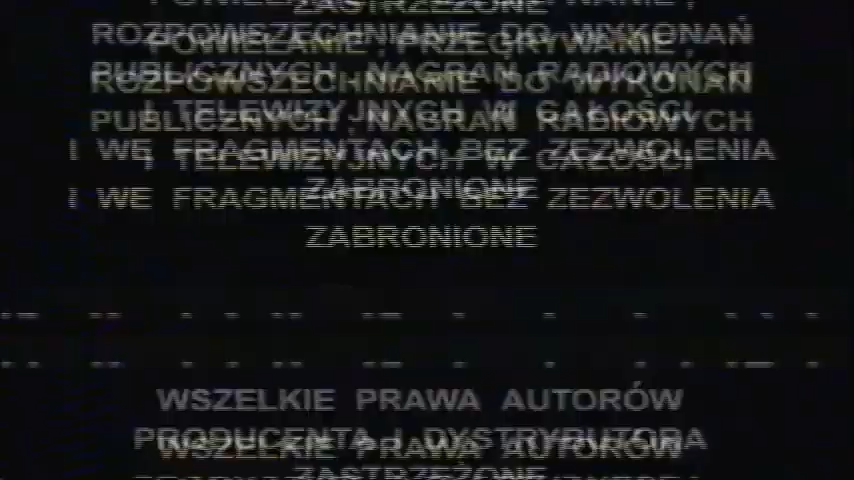 ZASTRZEŻONE
ROZPOWSZECHNIANIE DO WYKONAŃ
POWIELANIE , PRZEGRYWANIE ,
PUBLICZNYCH , NAGRAŃ RADIOWYCH
ROZPOWSZECHNIANIE DO WYKONAŃ
I TELEWIZYJNYCH W CAŁOŚCI
PUBLICZNYCH , NAGRAŃ RADIOWYCH
I WE FRAGMENTACH BEZ ZEZWOLENIA
I TELEWIZYJNYCH W CAŁOŚCI
ZABRONIONE
I WE FRAGMENTACH BEZ ZEZWOLENIA
ZABRONIONE
WSZELKIE PRAWA AUTORÓW
PRODUCENTA I DYSTRYBUTORA
WSZELKIE PRAWA AUTORÓW
ZASTRZEŻONE